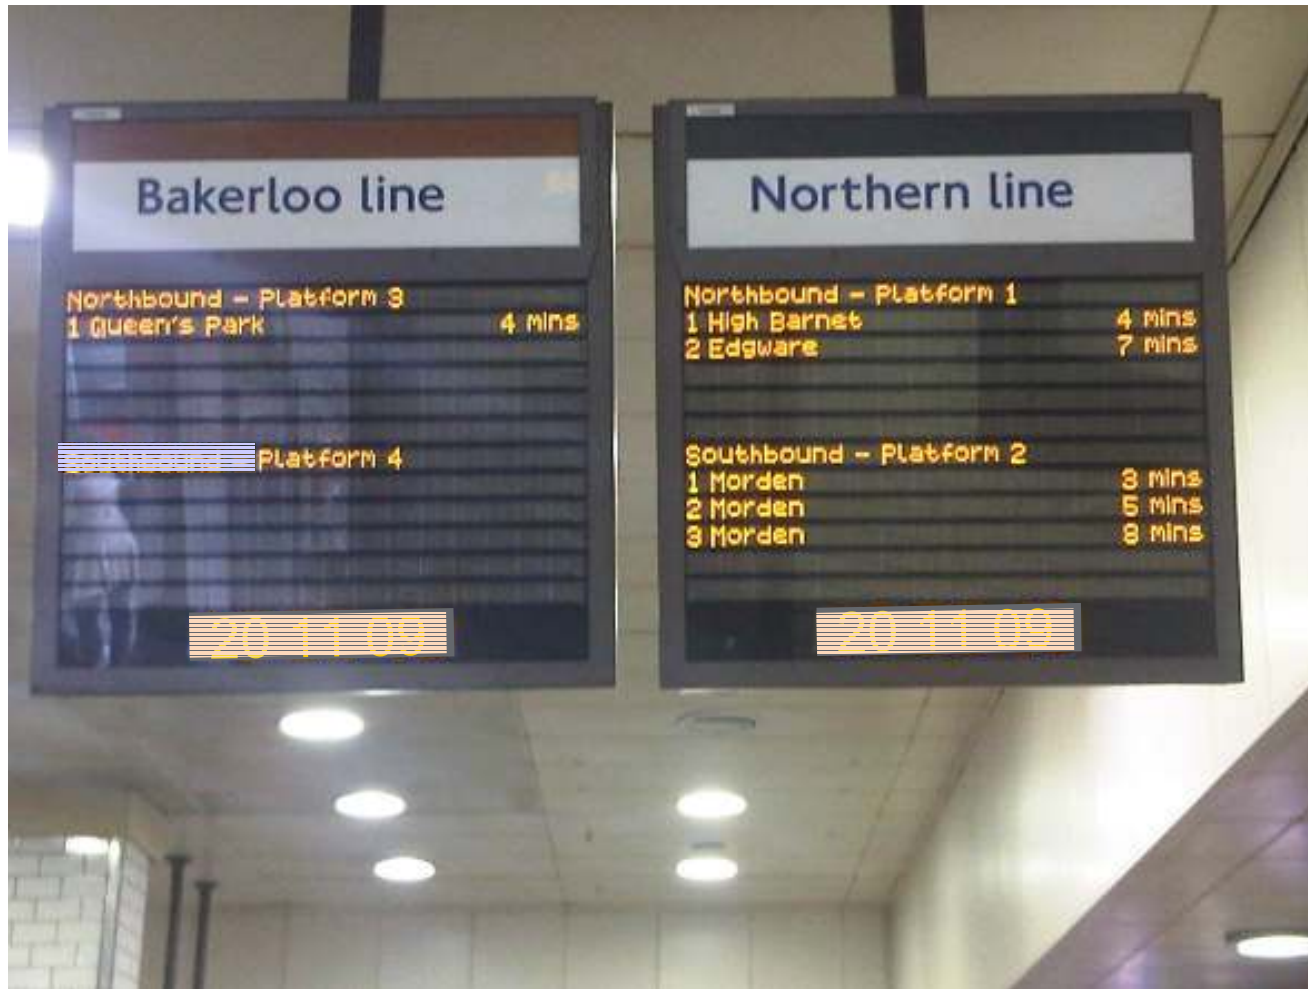 Bakerloo line
Northbound - Platform 3
1 Queen's Park 4 mins
Platform 4
20 11 09
Northern line
Northbound - Platform 1
1 High Barnet 4 mins
2 Edgware 7 mins
Southbound - Platform 2
1 Morden 3 mins
2 Morden 5 mins
3 Morden 8 mins
20 11 09